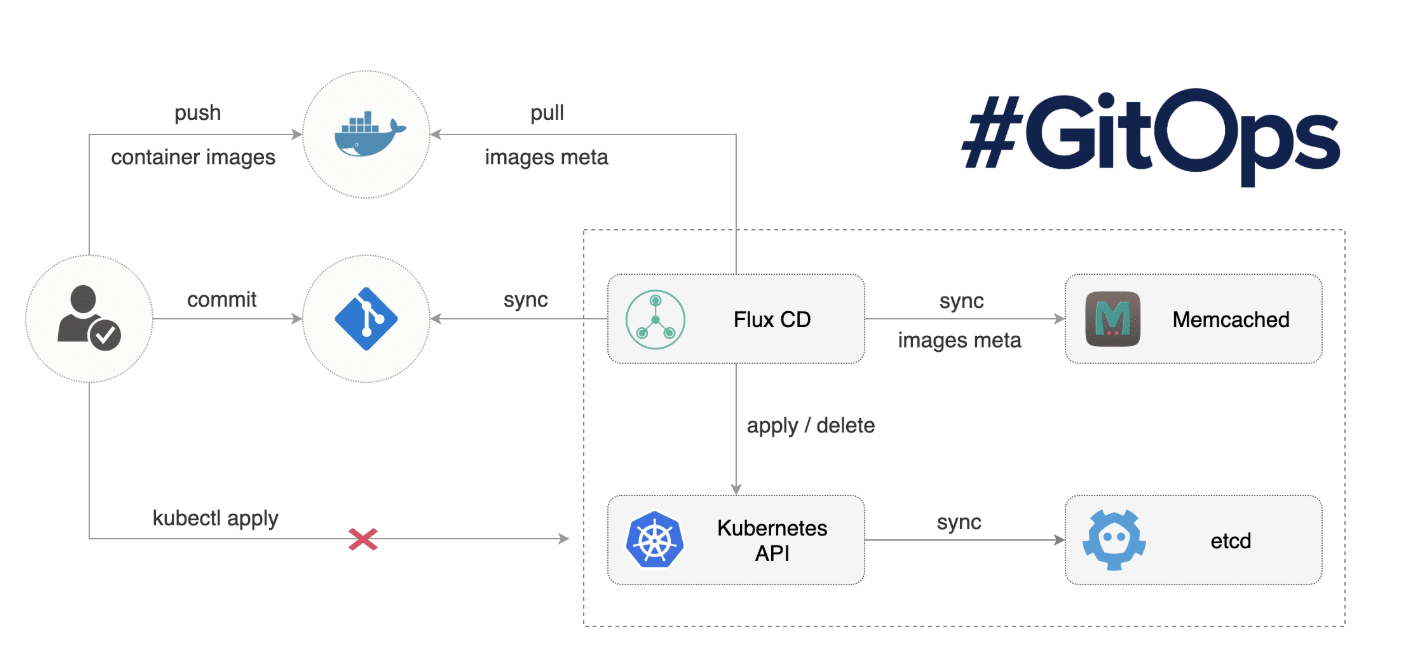 #GitOps
push
container images
pull
images meta
commit
sync
Flux CD
sync
images meta
Memcached
apply / delete
kubectl apply
Kubernetes
API
sync
etcd